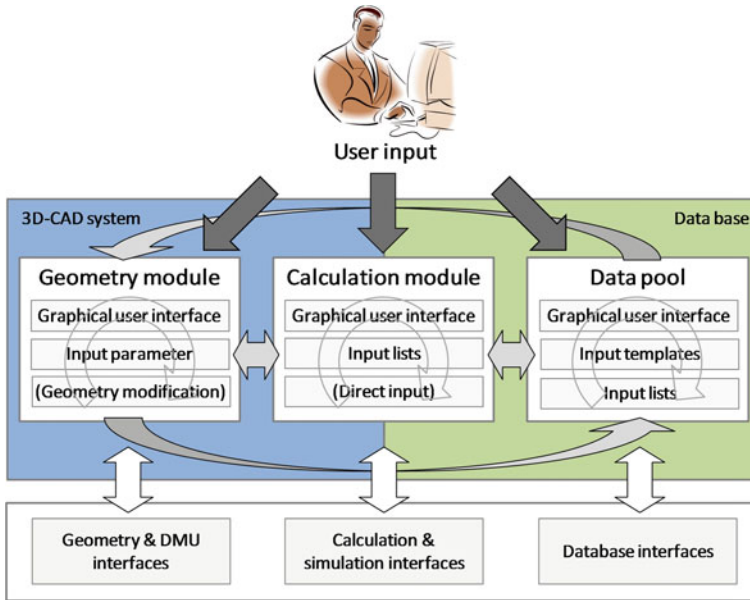 User input
3D-CAD system
Data base
Geometry module
Graphical user interface
Input parameter
(Geometry modification)
Calculation module
Graphical user interface
Input lists
(Direct input)
Data pool
Graphical user interface
Input templates
Input lists
Geometry & DMU
interfaces
Calculation &
simulation interfaces
Database interfaces